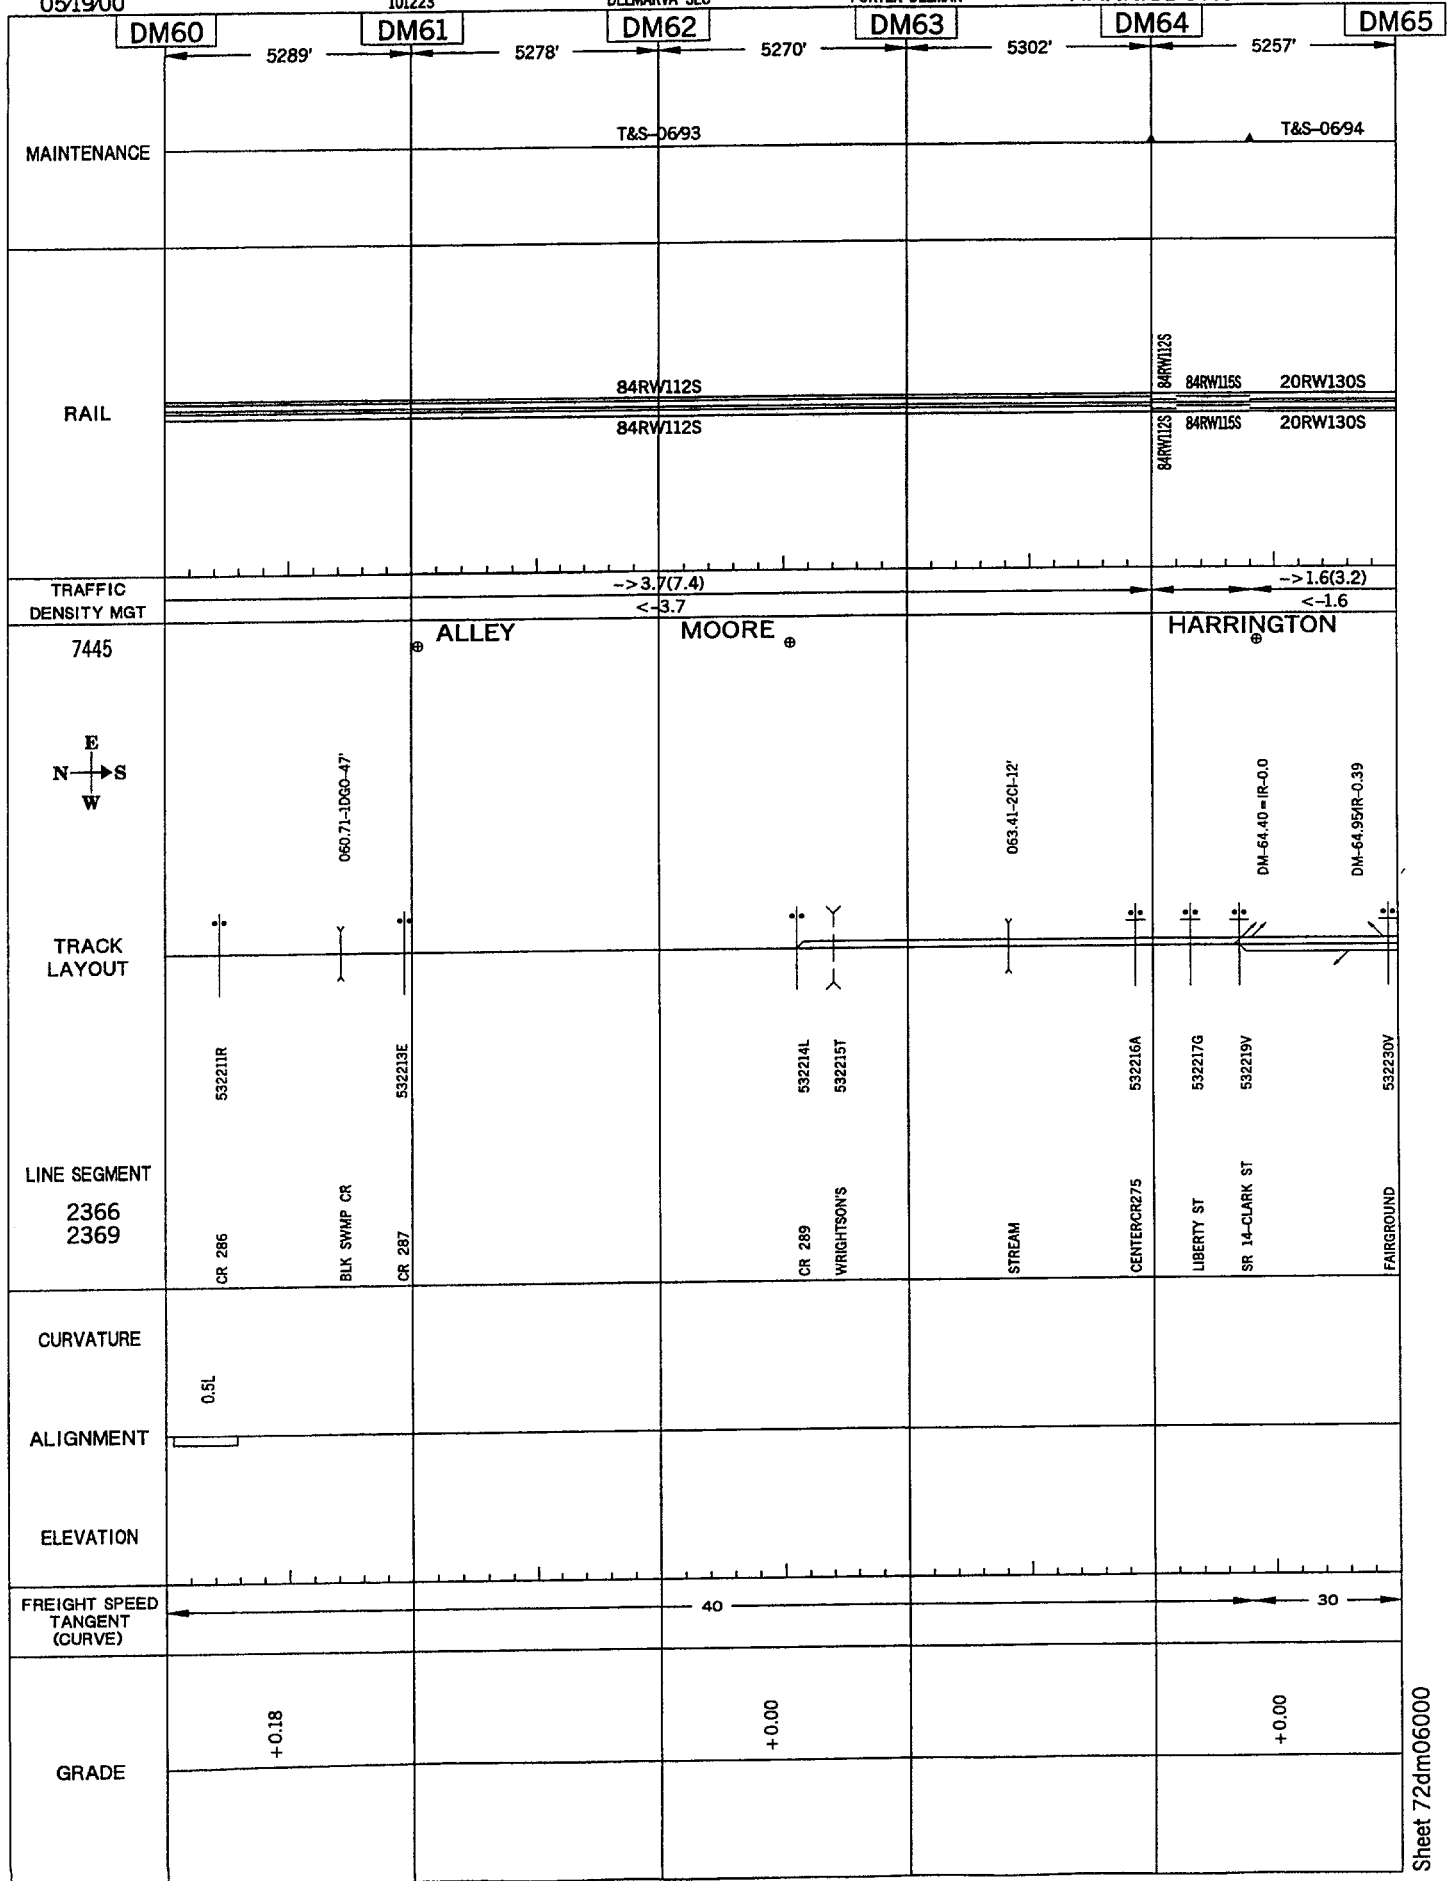 05/19/00 101223
DM60 DM61 DM62 DM63 DM64 DM65
5289' 5278' 5270' 5302' 5257'
MAINTENANCE
T&S-06/93 T&S-06/94
RAIL
84RW112S
84RW112S
84RW112S 84RW115S 20RW130S
84RW112S 84RW115S 20RW130S
TRAFFIC
DENSITY MGT
->3.7(7.4) ->1.6(3.2)
<-3.7 <-1.6
7445
ALLEY MOORE HARRINGTON
E
N S
W
060.71-1DGO-47'
063.41-2CI-12'
DM-64.40=IR-0.0
DM-64.95/IR-0.39
TRACK
LAYOUT
532211R
532213E
532214L
532215T
532216A
532217G
532219V
532230V
LINE SEGMENT
2366
2369
CR 286
BLK SWMP CR
CR 287
CR 289
WRIGHTSON'S
STREAM
CENTER/CR275
LIBERTY ST
SR 14-CLARK ST
FAIRGROUND
CURVATURE
0.5L
ALIGNMENT
ELEVATION
FREIGHT SPEED
TANGENT
(CURVE)
40 30
GRADE
+0.18
+0.00
+0.00
Sheet 72dm06000